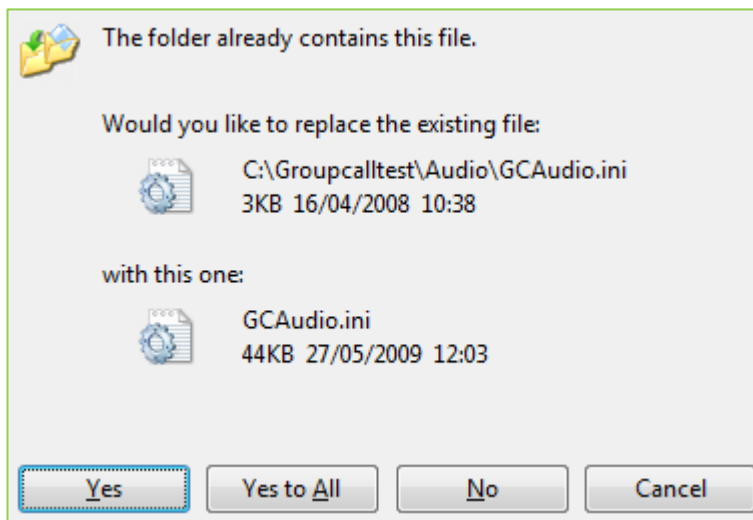 The folder already contains this file.
Would you like to replace the existing file:
C:\Groupcalltest\Audio\GCAudio.ini
3KB 16/04/2008 10:38
with this one:
GCAudio.ini
44KB 27/05/2009 12:03
Yes Yes to All No Cancel